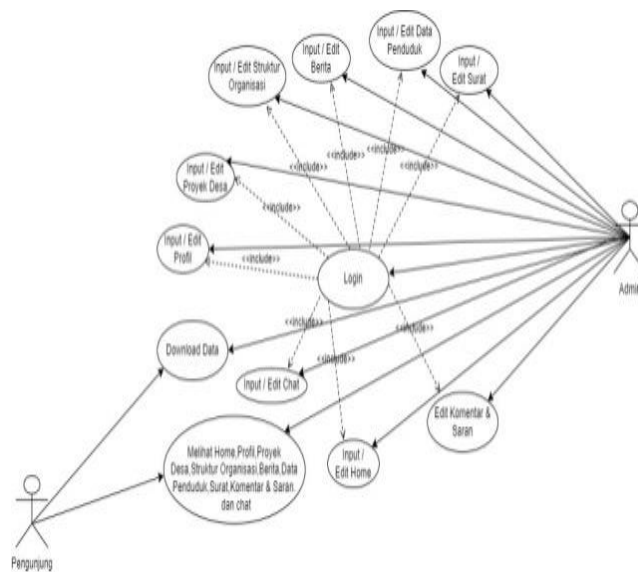 Input / Edit Data
Penduduk
Input / Edit
Berita
Input /
Edit Surat
Input / Edit Struktur
Organisasi
<<include>>
<<include>>
<<include>>
<<include>>
Input / Edit
Proyek Desa
<<include>>
Input / Edit
Profil
<<include>>
Login
Admin
<<include>>
<<include>>
Download Data
<<include>>
Input / Edit Chat
Edit Komentar &
Saran
Melihat Home,Profil,Proyek
Desa,Struktur Organisasi,Berita,Data
Penduduk,Surat,Komentar & Saran
dan chat
Input /
Edit Home
Pengunjung